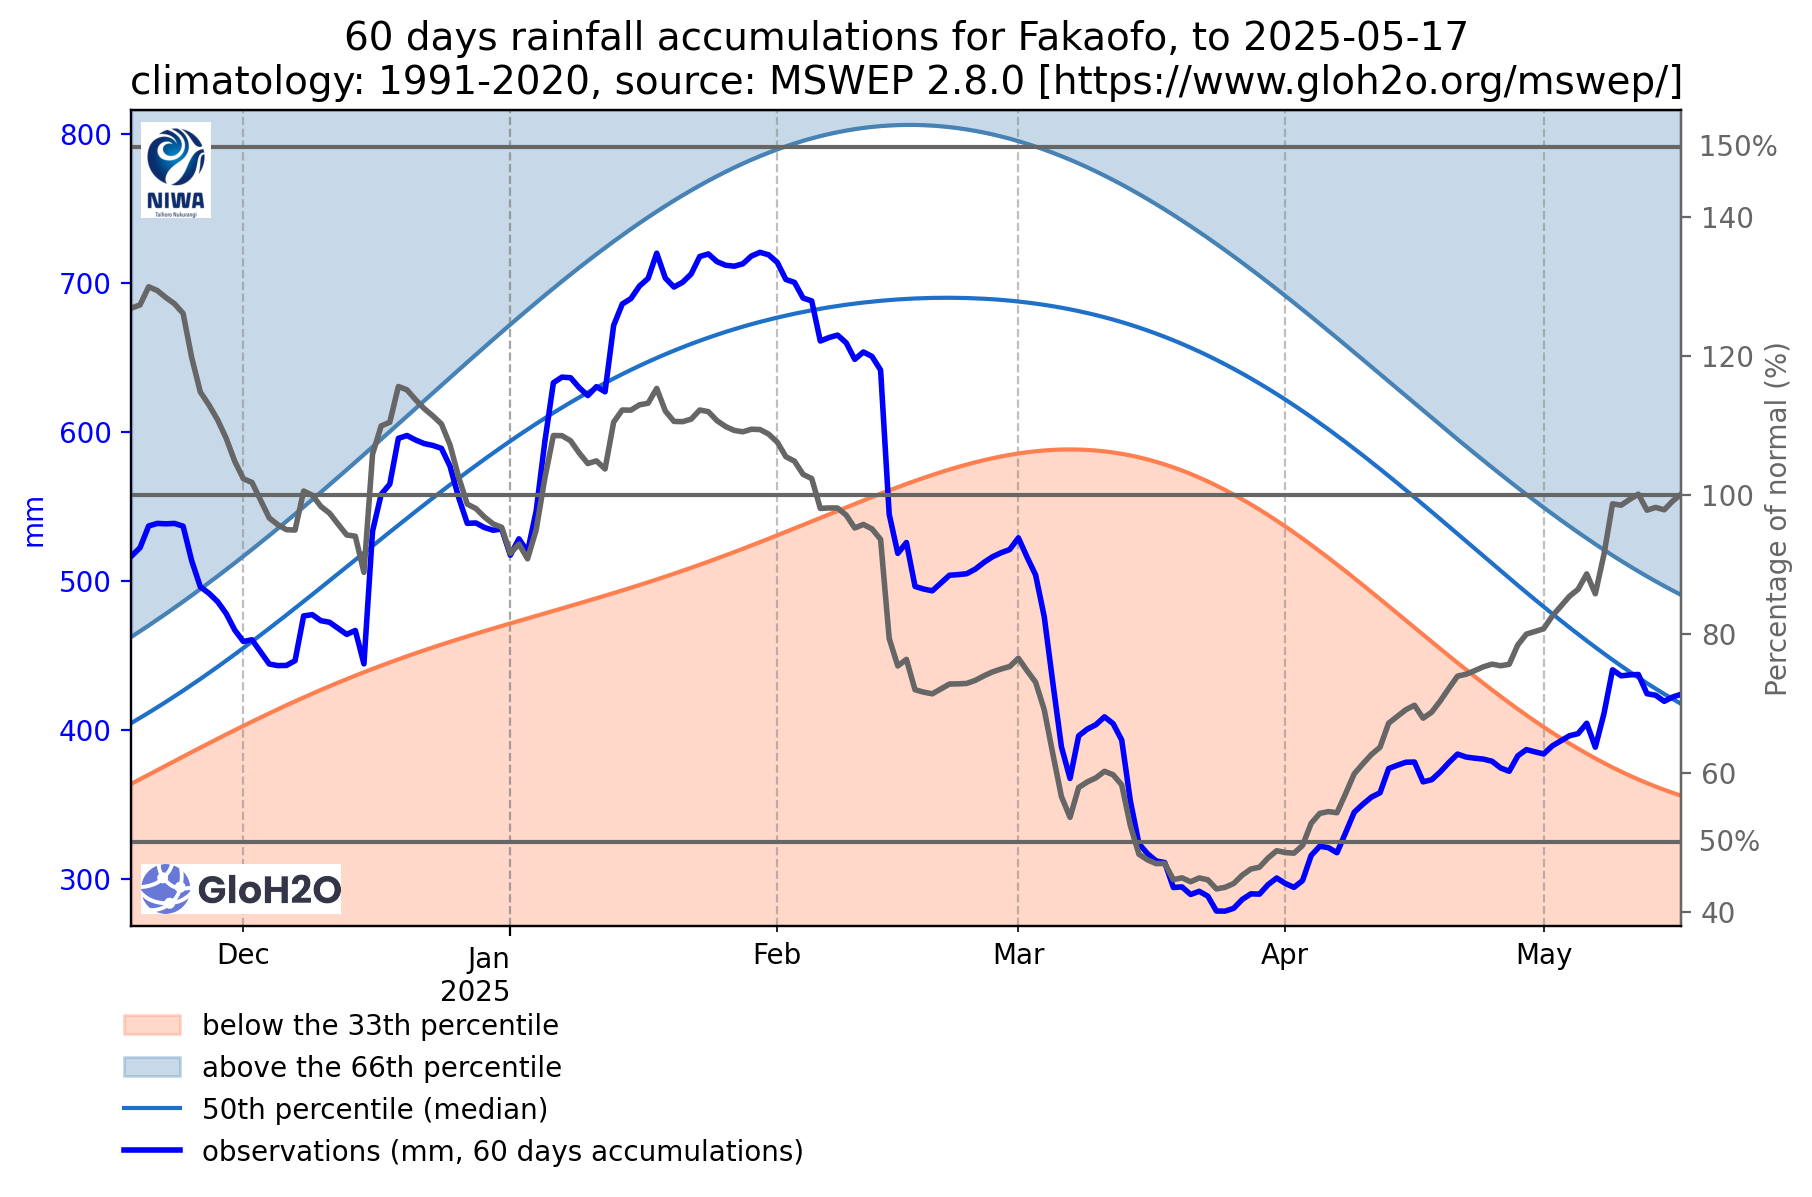 60 days rainfall accumulations for Fakaofo, to 2025-05-17
climatology: 1991-2020, source: MSWEP 2.8.0 [https://www.gloh2o.org/mswep/]
800
700
600
500
400
300
mm
150%
140
120
100
80
60
50%
40
Percentage of normal (%)
NIWA
Taihoro Nukurangi
GloH2O
Dec
Jan
2025
Feb
Mar
Apr
May
below the 33th percentile
above the 66th percentile
50th percentile (median)
observations (mm, 60 days accumulations)